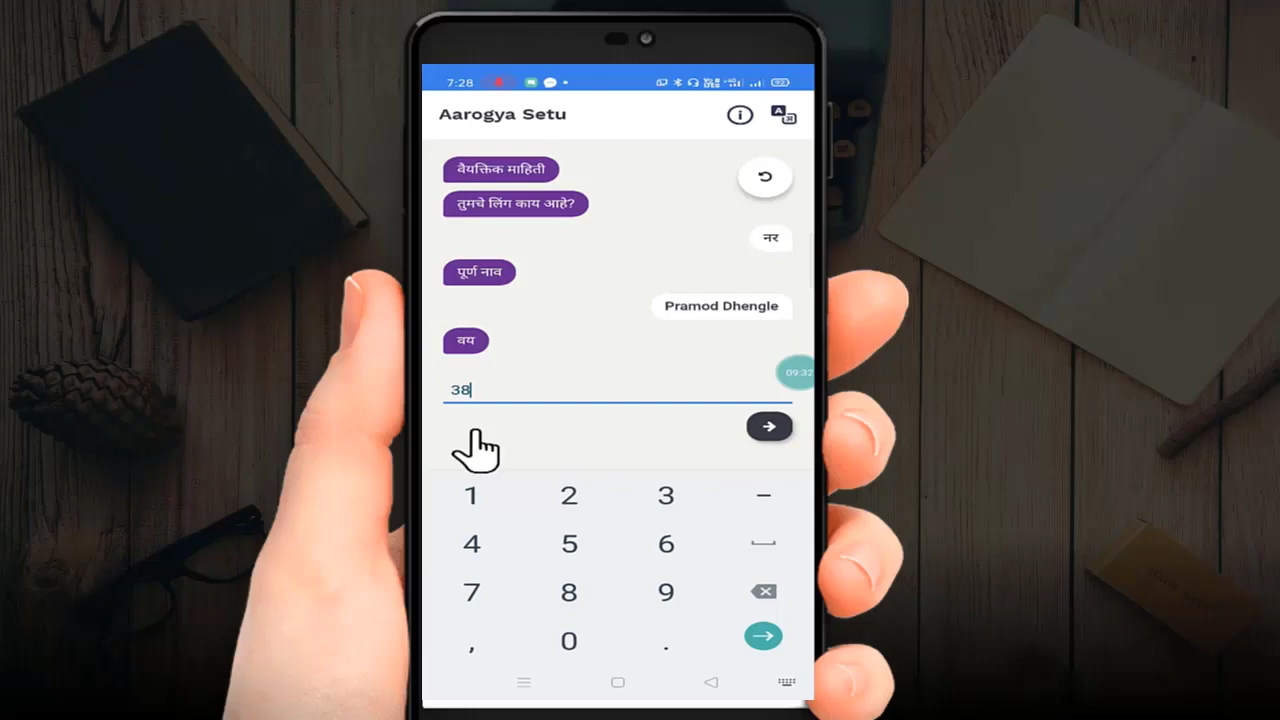 7:28
Aarogya Setu
वैयक्तिक माहिती
तुमचे लिंग काय आहे?
नर
पूर्ण नाव
Pramod Dhengle
वय
09:32
38
1 2 3 -
4 5 6
7 8 9
, 0 .